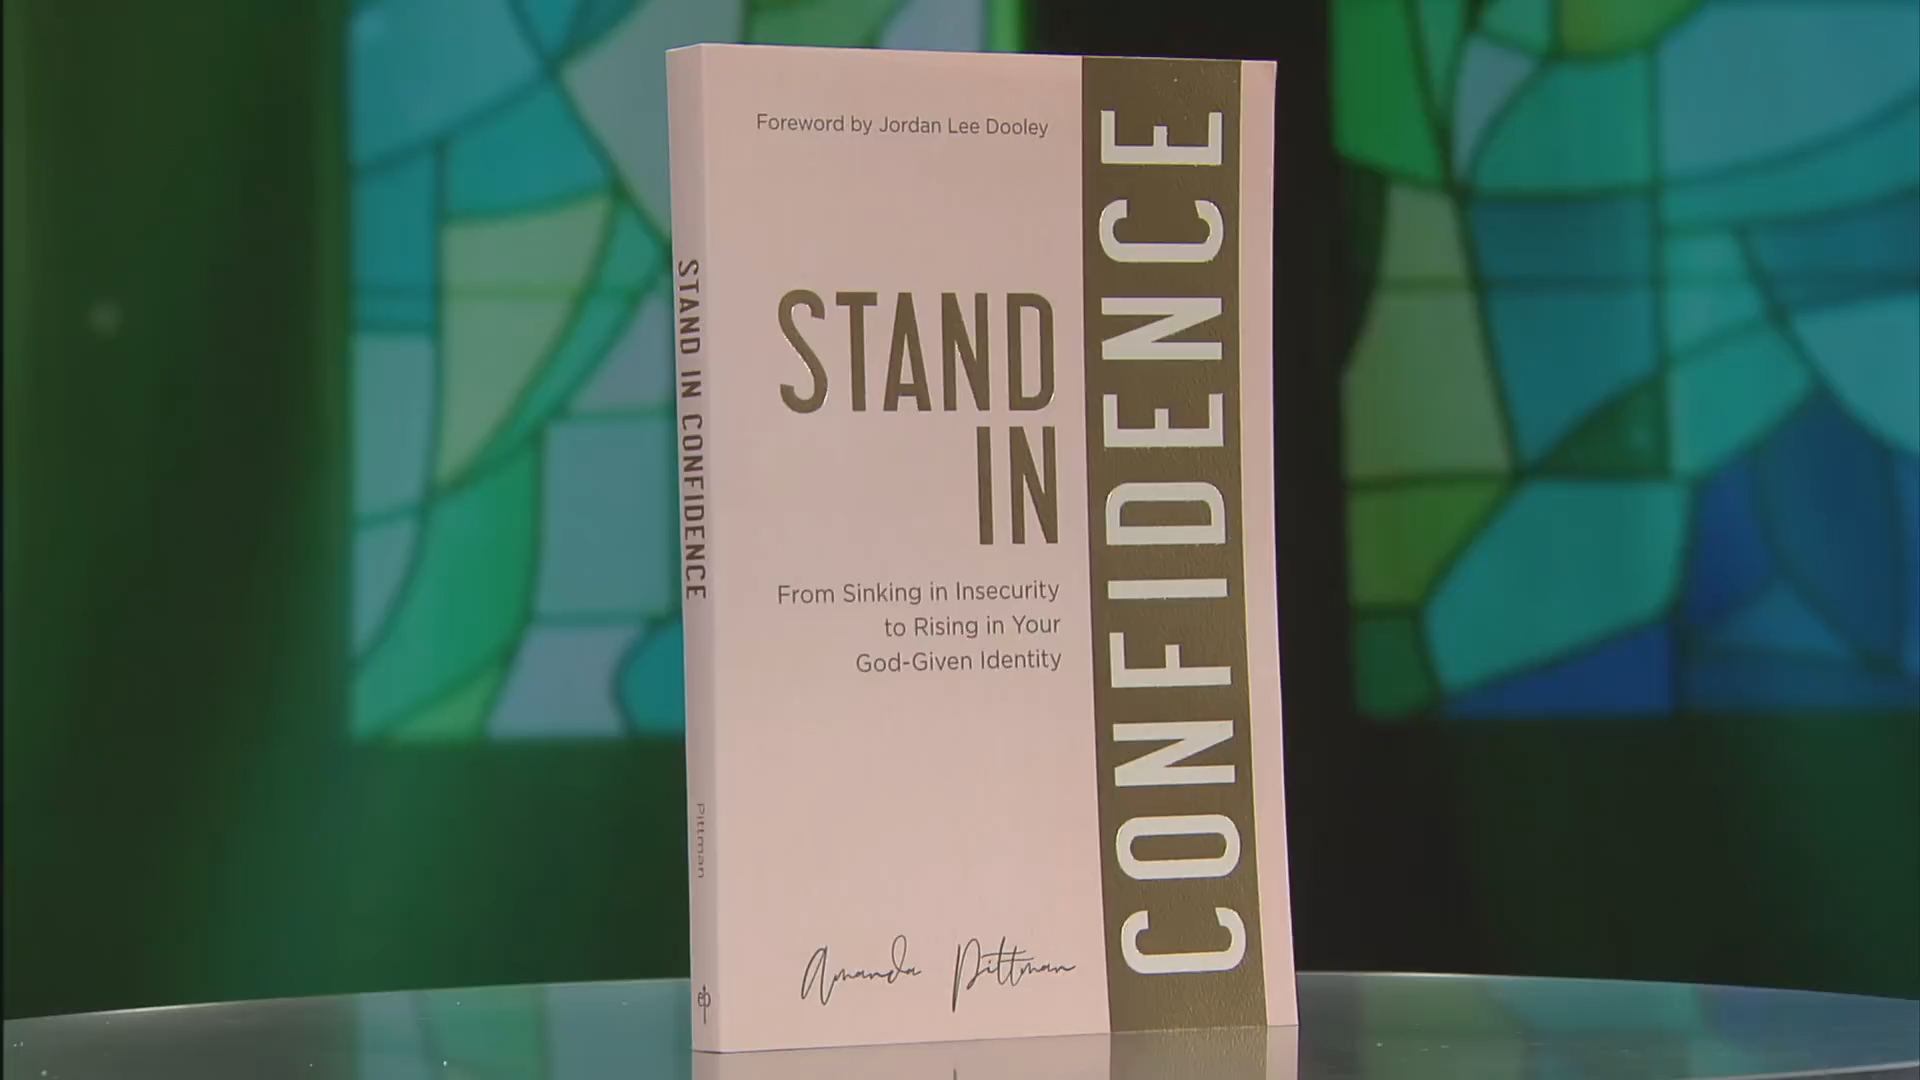 Foreword by Jordan Lee Dooley
STAND
IN
CONFIDENCE
From Sinking in Insecurity
to Rising in Your
God-Given Identity
Amanda Pittman
STAND IN CONFIDENCE
Pittman